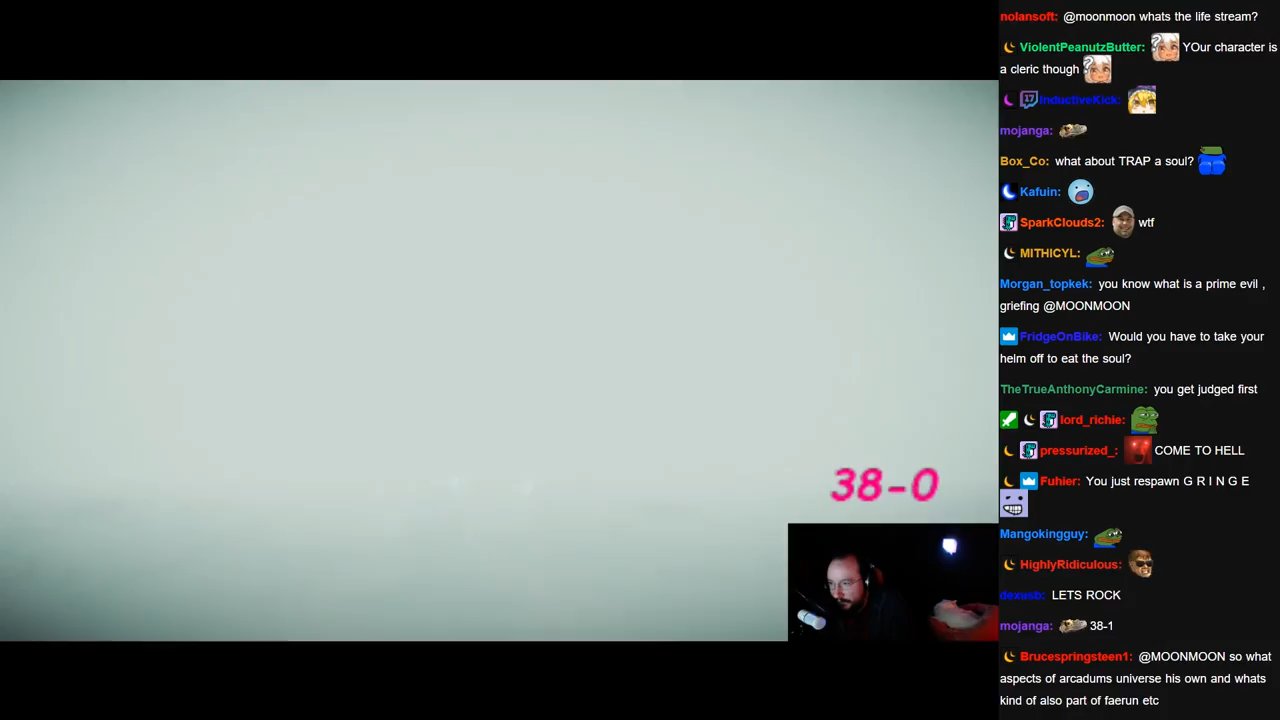 nolansoft: @moonmoon whats the life stream?
ViolentPeanutzButter: YOur character is
a cleric though
17 InductiveKick:
mojanga:
Box_Co: what about TRAP a soul?
Kafuin:
SparkClouds2: wtf
MITHICYL:
Morgan_topkek: you know what is a prime evil ,
griefing @MOONMOON
FridgeOnBike: Would you have to take your
helm off to eat the soul?
TheTrueAnthonyCarmine: you get judged first
lord_richie:
pressurized_: COME TO HELL
Fuhier: You just respawn G R I N G E
Mangokingguy:
HighlyRidiculous:
dexusb: LETS ROCK
mojanga: 38-1
Brucespringsteen1: @MOONMOON so what
aspects of arcadums universe his own and whats
kind of also part of faerun etc
38-0